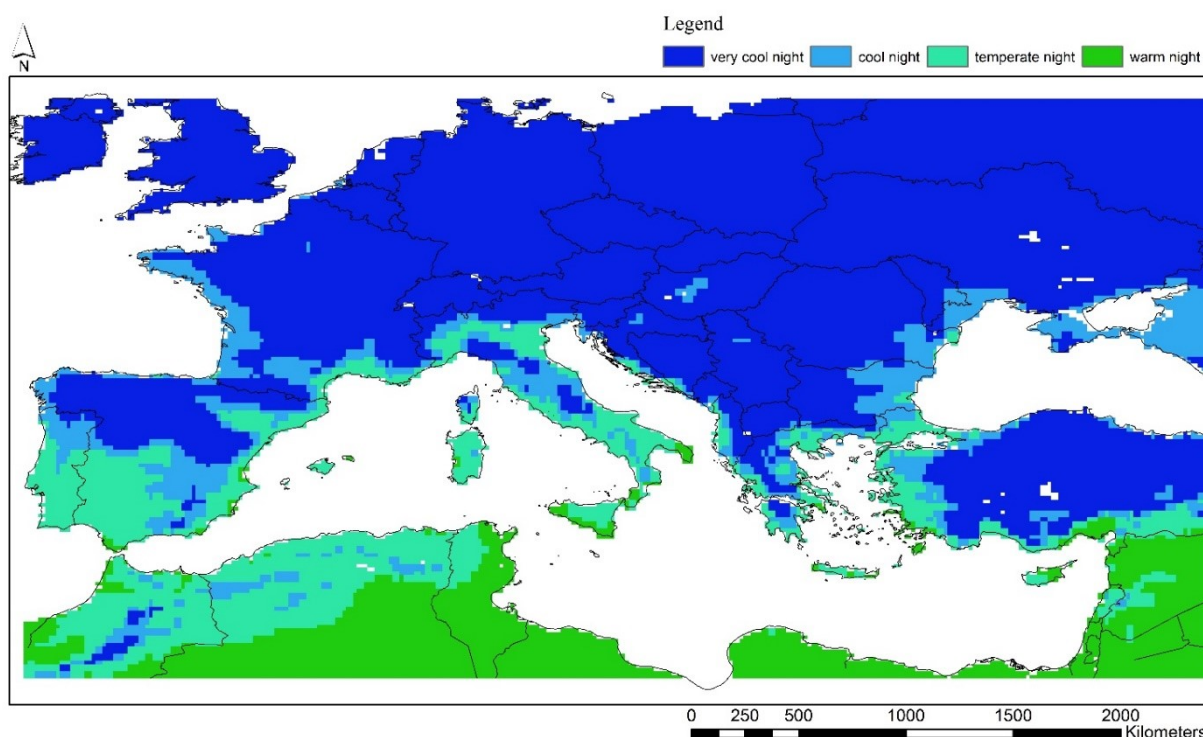 Legend
very cool night cool night temperate night warm night
N
0 250 500 1000 1500 2000
Kilometers